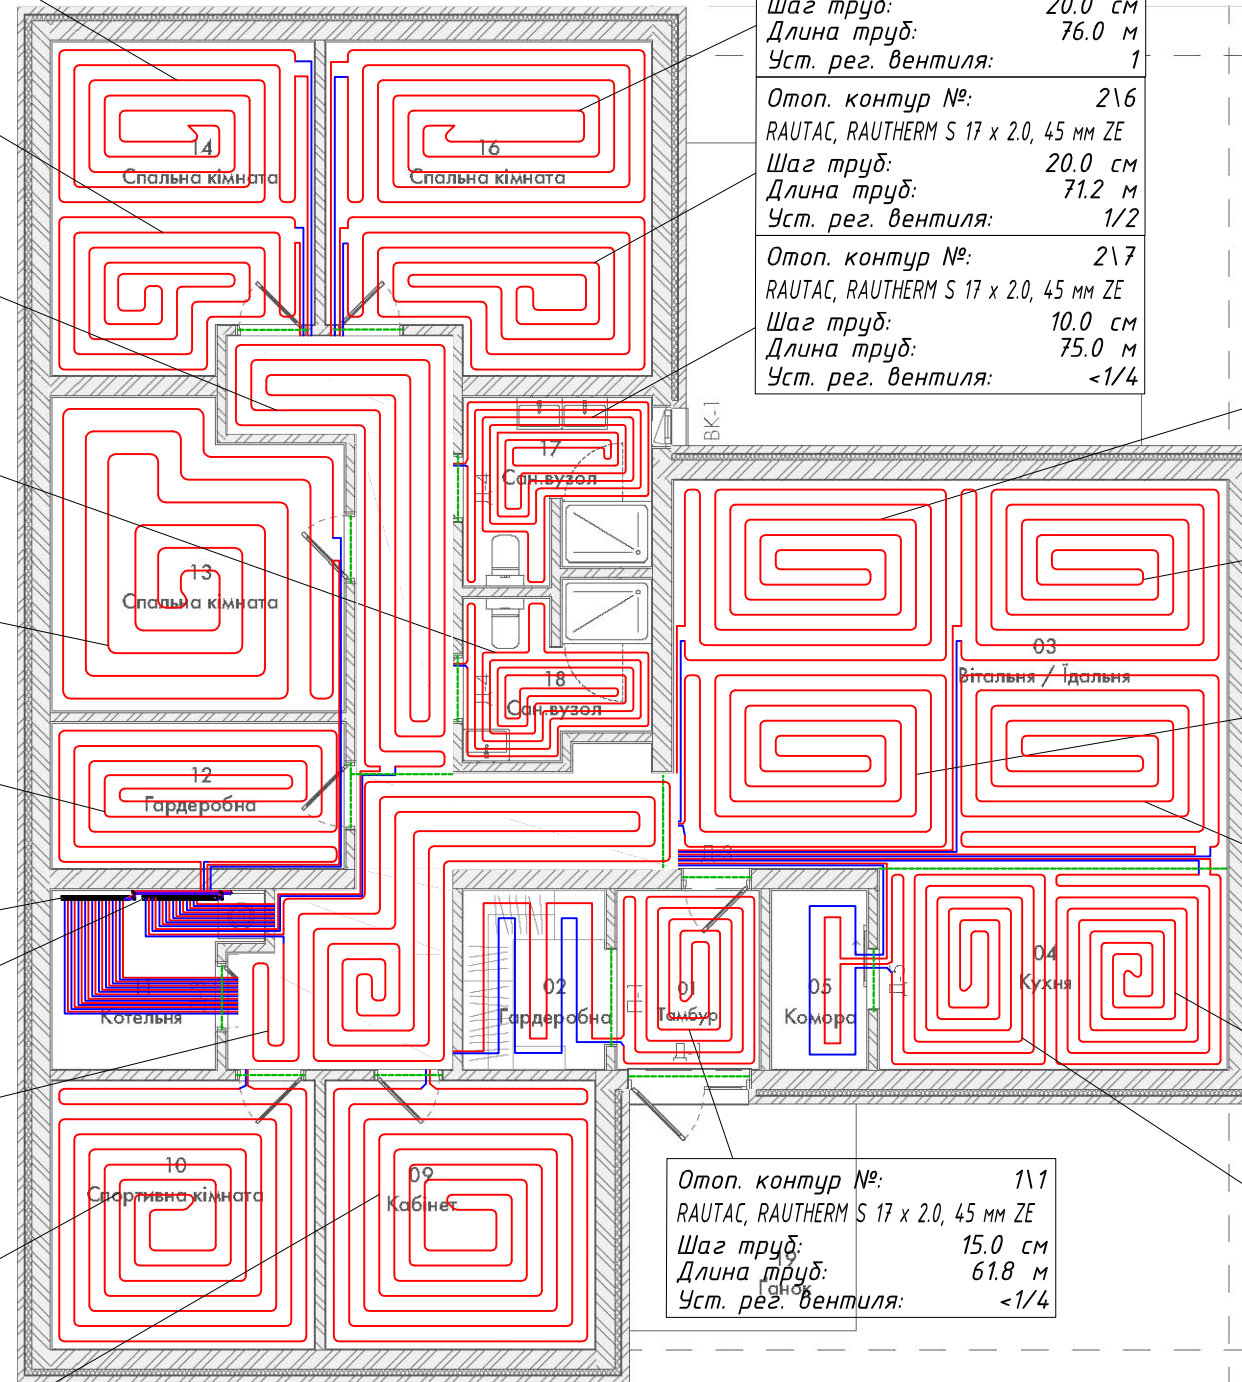 Шаг труб: 20.0 см
Длина труб: 76.0 м
Уст. рег. вентиля: 1
Отоп. контур №: 2\6
RAUTAC, RAUTHERM S 17 x 2.0, 45 мм ZE
Шаг труб: 20.0 см
Длина труб: 71.2 м
Уст. рег. вентиля: 1/2
Отоп. контур №: 2\7
RAUTAC, RAUTHERM S 17 x 2.0, 45 мм ZE
Шаг труб: 10.0 см
Длина труб: 75.0 м
Уст. рег. вентиля: <1/4
14
Спальна кімната
16
Спальна кімната
ВК-1
17
Сан.вузол
Д-4
13
Спальна кімната
03
Вітальня / Їдальня
18
Сан.вузол
Д-4
12
Гардеробна
Д-3
11
Котельня
02
Гардеробна
П-1
01
Тамбур
05
Комора
04
Кухня
10
Спортивна кімната
09
Кабінет
Отоп. контур №: 1\1
RAUTAC, RAUTHERM S 17 x 2.0, 45 мм ZE
Шаг труб: 15.0 см
Длина труб: 61.8 м
Уст. рег. вентиля: <1/4
19
Ганок